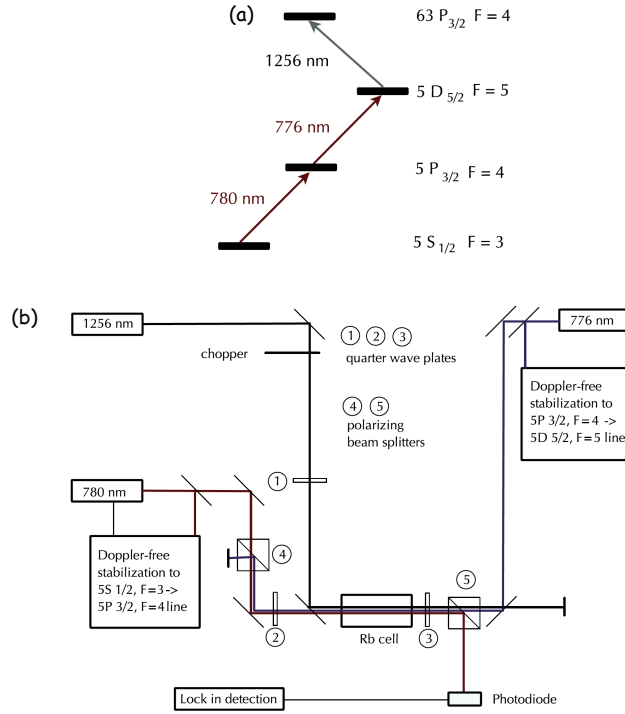 (a)
63 P3/2 F = 4
1256 nm
5 D5/2 F = 5
776 nm
5 P3/2 F = 4
780 nm
5 S1/2 F = 3
(b)
1256 nm
776 nm
1 2 3
quarter wave plates
chopper
Doppler-free
stabilization to
5P 3/2, F=4 ->
5D 5/2, F=5 line
4 5
polarizing
beam splitters
1
780 nm
4
Doppler-free
stabilization to
5S 1/2, F=3->
5P 3/2, F=4 line
5
2
Rb cell
3
Lock in detection
Photodiode